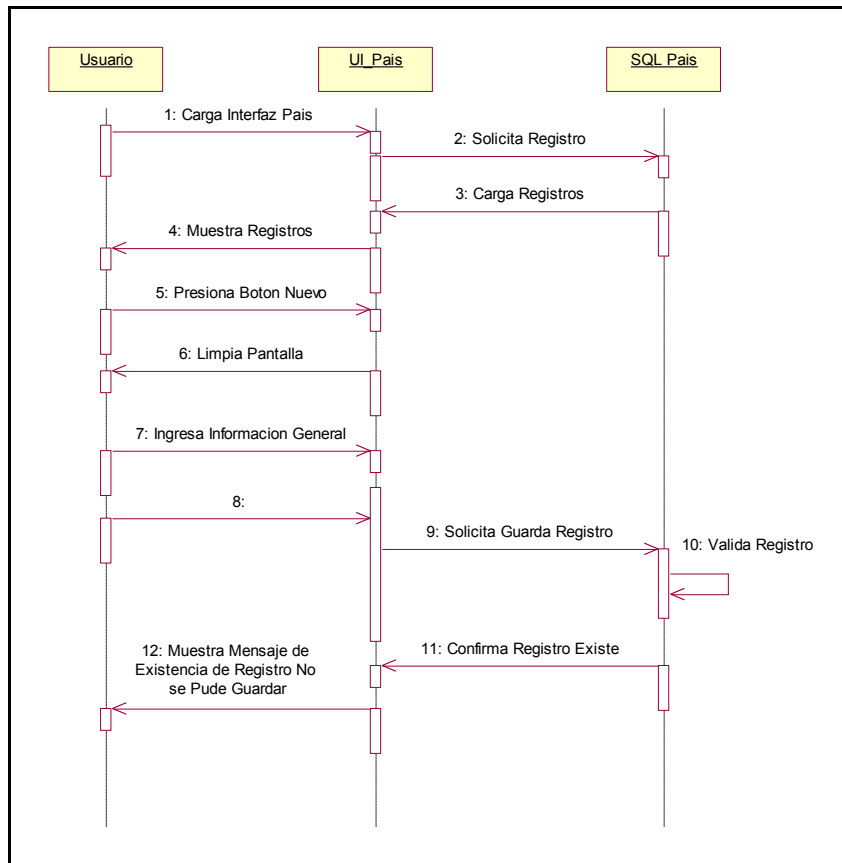 Usuario
UI_Pais
SQL Pais
1: Carga Interfaz Pais
2: Solicita Registro
3: Carga Registros
4: Muestra Registros
5: Presiona Boton Nuevo
6: Limpia Pantalla
7: Ingresa Informacion General
8:
9: Solicita Guarda Registro
10: Valida Registro
11: Confirma Registro Existe
12: Muestra Mensaje de
Existencia de Registro No
se Pude Guardar